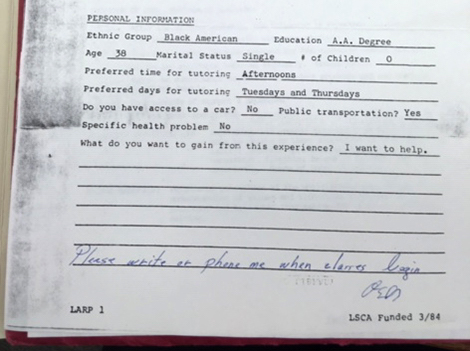 PERSONAL INFORMATION
Ethnic Group Black American Education A.A. Degree
Age 38 Marital Status Single # of Children 0
Preferred time for tutoring Afternoons
Preferred days for tutoring Tuesdays and Thursdays
Do you have access to a car? No Public transportation? Yes
Specific health problem No
What do you want to gain from this experience? I want to help.
Please write or phone me when classes begin
LARP 1 LSCA Funded 3/84